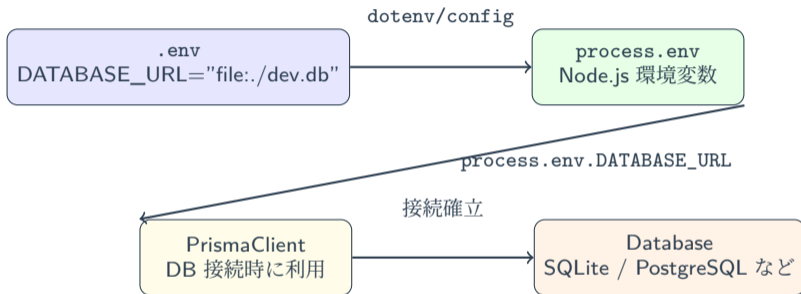 dotenv/config
.env
DATABASE_URL="file:./dev.db"
process.env
Node.js 環境変数
process.env.DATABASE_URL
接続確立
PrismaClient
DB 接続時に利用
Database
SQLite / PostgreSQL など